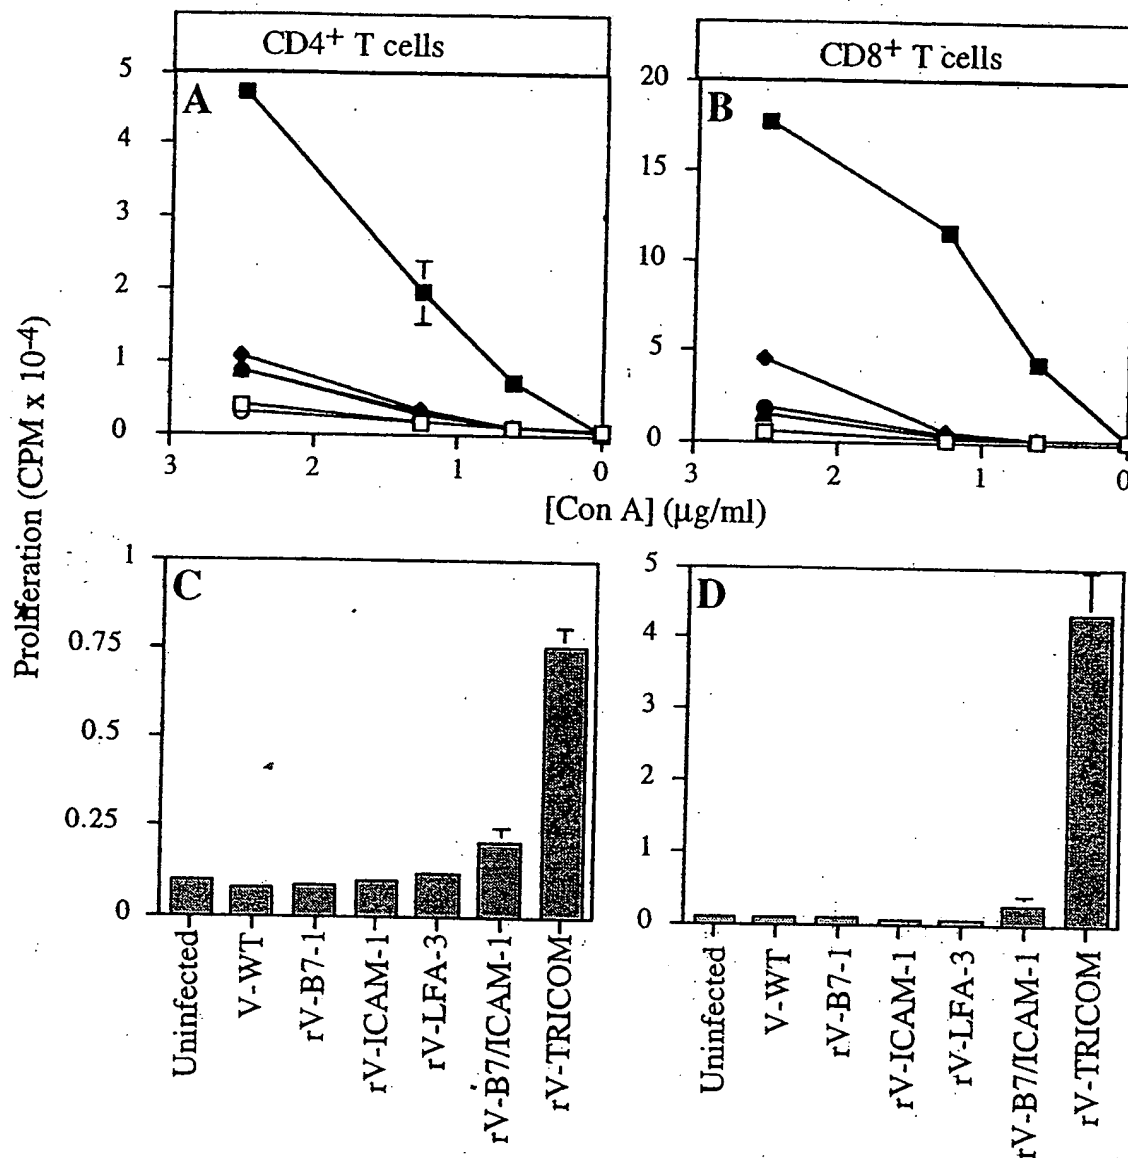 CD4+ T cells
CD8+ T cells
A
5
4
3
2
1
0
3
2
1
0
B
20
15
10
5
0
3
2
1
0
[Con A] (μg/ml)
Proliferation (CPM x 10-4)
C
1
0.75
0.5
0.25
0
Uninfected
V-WT
rV-B7-1
rV-ICAM-1
rV-LFA-3
rV-B7/ICAM-1
rV-TRICOM
D
5
4
3
2
1
0
Uninfected
V-WT
rV-B7-1
rV-ICAM-1
rV-LFA-3
rV-B7/ICAM-1
rV-TRICOM